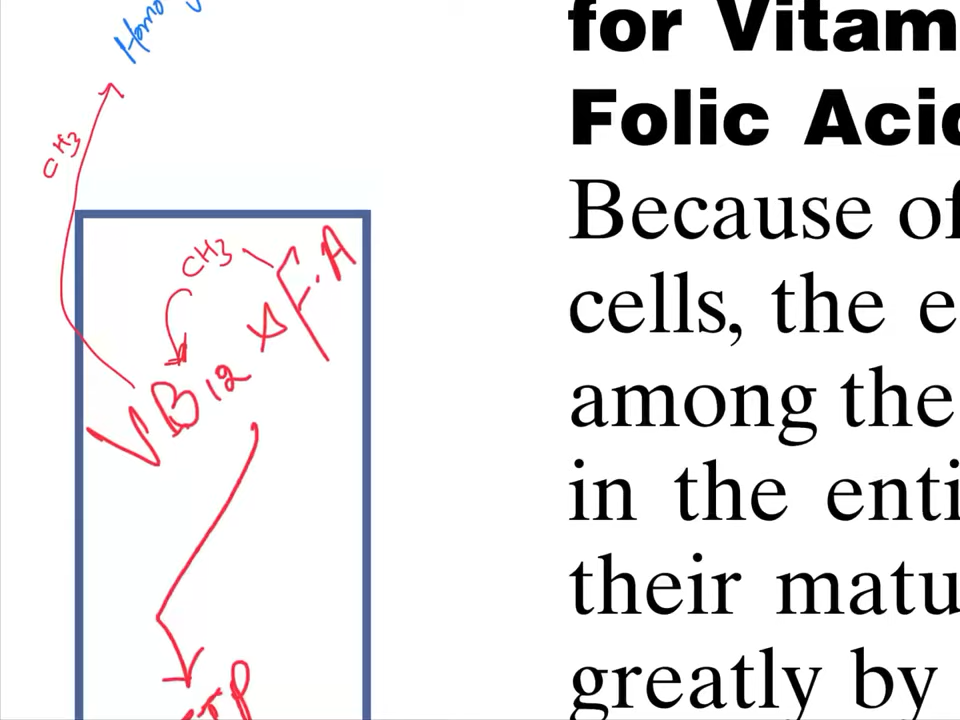 Homo
CH3
CH3
F.A
VB12
for Vitam
Folic Acid
Because of
cells, the e
among the
in the enti
their matu
greatly by